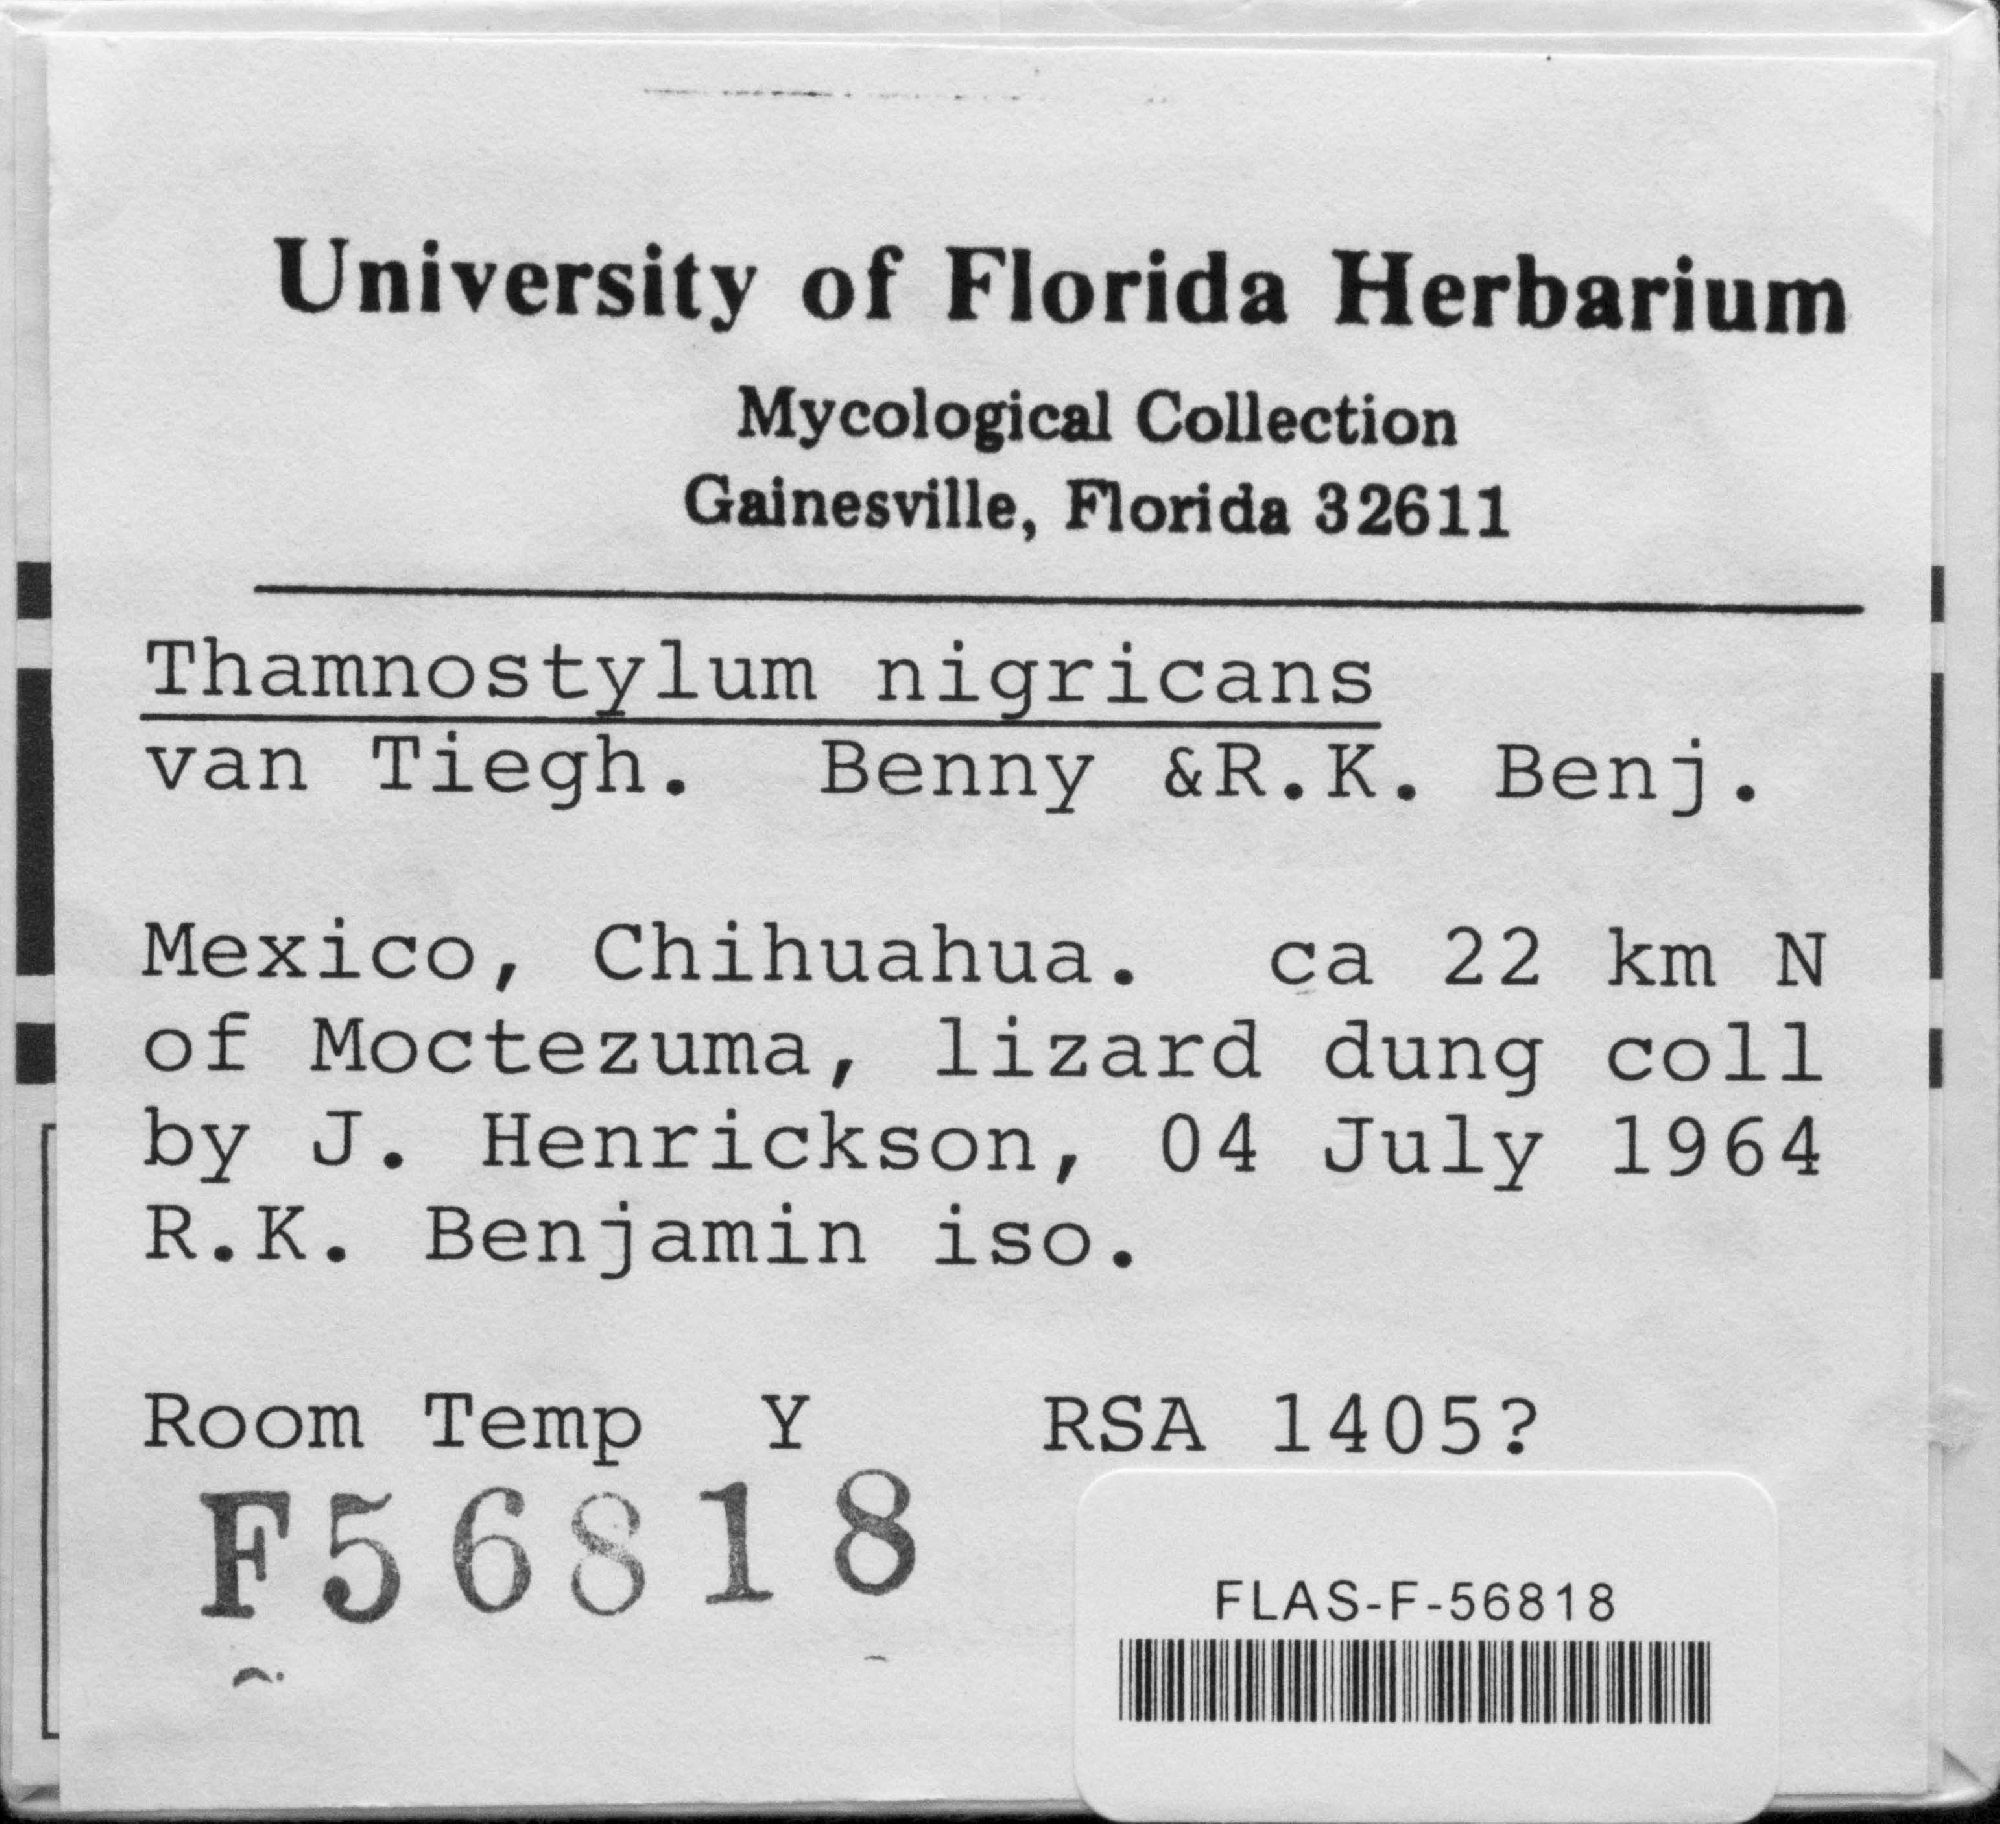 University of Florida Herbarium
Mycological Collection
Gainesville, Florida 32611
Thamnostylum nigricans
van Tiegh. Benny &R.K. Benj.
Mexico, Chihuahua. ca 22 km N
of Moctezuma, lizard dung coll
by J. Henrickson, 04 July 1964
R.K. Benjamin iso.
Room Temp Y RSA 1405?
F56818
FLAS-F-56818